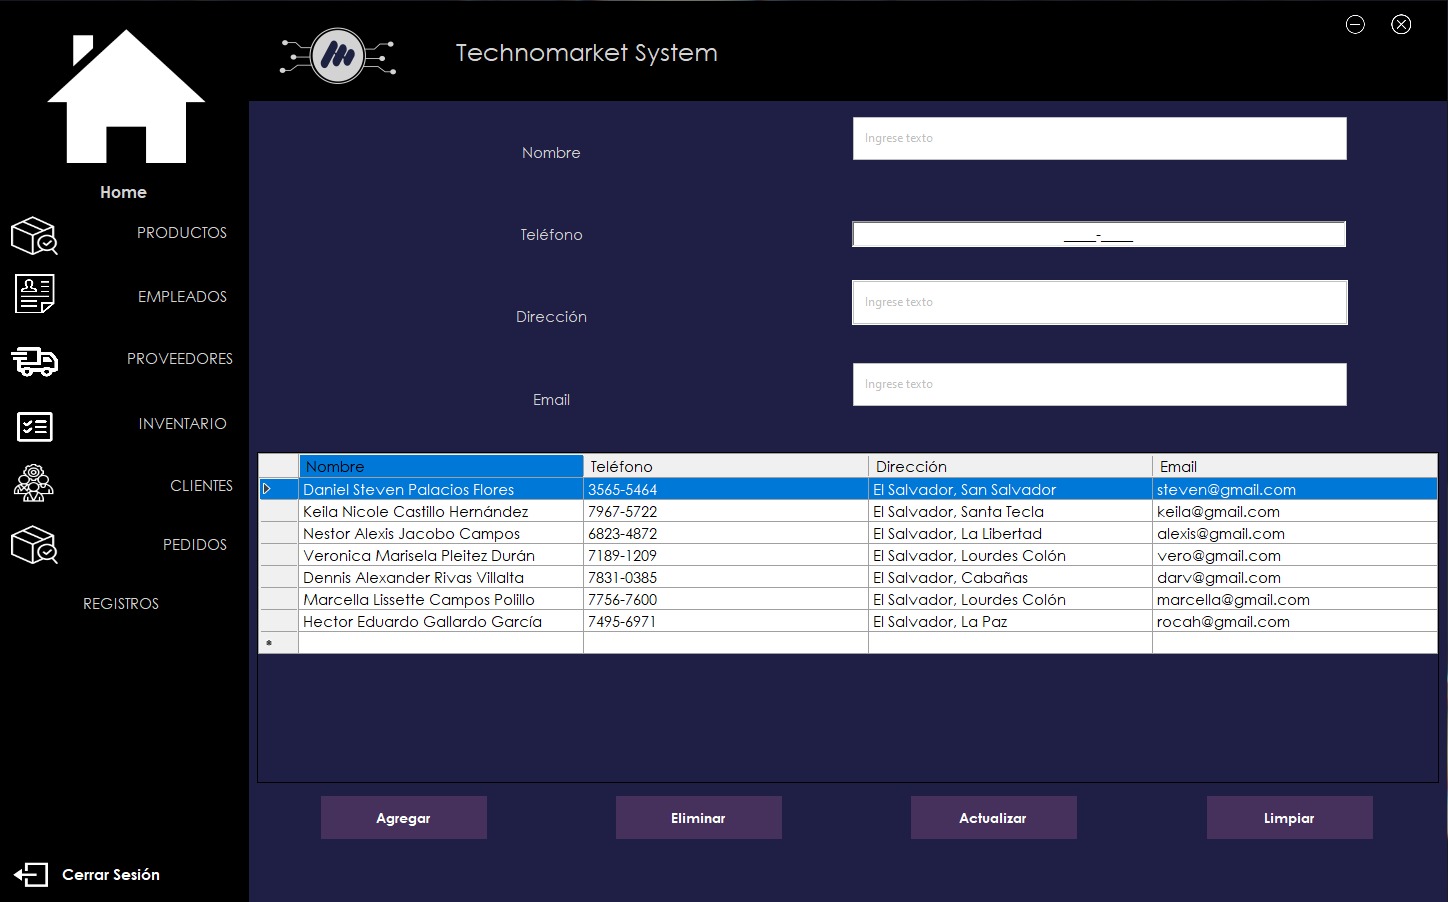 Technomarket System
Home
PRODUCTOS
EMPLEADOS
PROVEEDORES
INVENTARIO
CLIENTES
PEDIDOS
REGISTROS
Cerrar Sesión
Nombre
Ingrese texto
Teléfono
____-____
Dirección
Ingrese texto
Email
Ingrese texto
Nombre Teléfono Dirección Email
Daniel Steven Palacios Flores 3565-5464 El Salvador, San Salvador steven@gmail.com
Keila Nicole Castillo Hernández 7967-5722 El Salvador, Santa Tecla keila@gmail.com
Nestor Alexis Jacobo Campos 6823-4872 El Salvador, La Libertad alexis@gmail.com
Veronica Marisela Pleitez Durán 7189-1209 El Salvador, Lourdes Colón vero@gmail.com
Dennis Alexander Rivas Villalta 7831-0385 El Salvador, Cabañas darv@gmail.com
Marcella Lissette Campos Polillo 7756-7600 El Salvador, Lourdes Colón marcella@gmail.com
Hector Eduardo Gallardo García 7495-6971 El Salvador, La Paz rocah@gmail.com
*
Agregar Eliminar Actualizar Limpiar